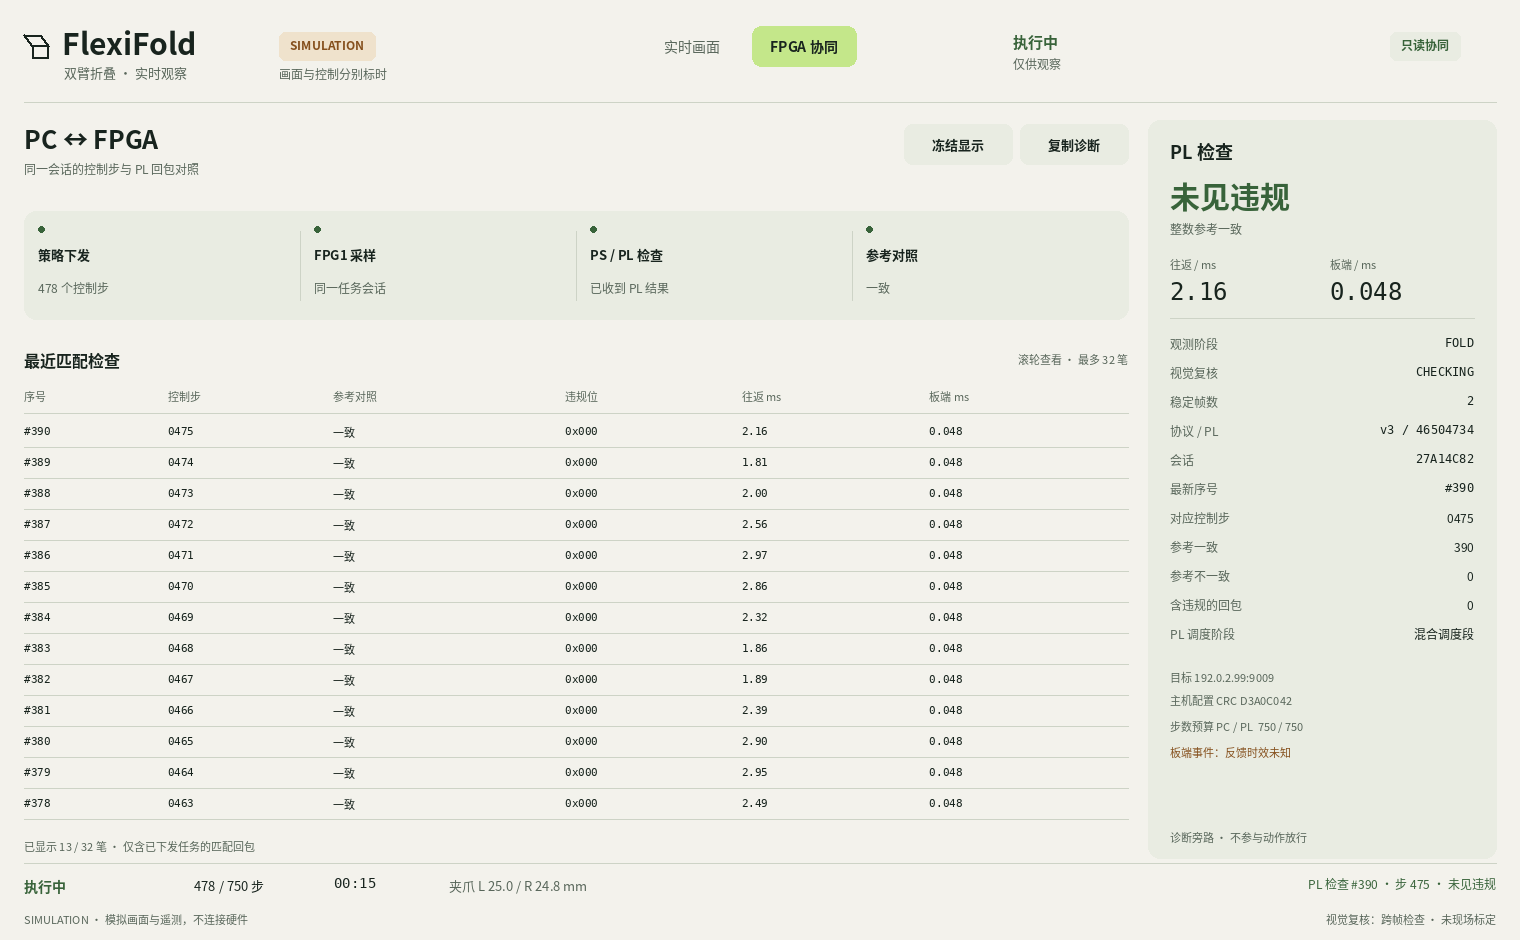 FlexiFold
双臂折叠 · 实时观察
SIMULATION
画面与控制分别标时
实时画面
FPGA 协同
执行中
仅供观察
只读协同
PC ↔ FPGA
同一会话的控制步与 PL 回包对照
冻结显示
复制诊断
策略下发
478 个控制步
FPG1 采样
同一任务会话
PS / PL 检查
已收到 PL 结果
参考对照
一致
最近匹配检查
滚轮查看 · 最多 32 笔
序号 控制步 参考对照 违规位 往返 ms 板端 ms
#390 0475 一致 0x000 2.16 0.048
#389 0474 一致 0x000 1.81 0.048
#388 0473 一致 0x000 2.00 0.048
#387 0472 一致 0x000 2.56 0.048
#386 0471 一致 0x000 2.97 0.048
#385 0470 一致 0x000 2.86 0.048
#384 0469 一致 0x000 2.32 0.048
#383 0468 一致 0x000 1.86 0.048
#382 0467 一致 0x000 1.89 0.048
#381 0466 一致 0x000 2.39 0.048
#380 0465 一致 0x000 2.90 0.048
#379 0464 一致 0x000 2.95 0.048
#378 0463 一致 0x000 2.49 0.048
已显示 13 / 32 笔 · 仅含已下发任务的匹配回包
PL 检查
未见违规
整数参考一致
往返 / ms 板端 / ms
2.16 0.048
观测阶段 FOLD
视觉复核 CHECKING
稳定帧数 2
协议 / PL v3 / 46504734
会话 27A14C82
最新序号 #390
对应控制步 0475
参考一致 390
参考不一致 0
含违规的回包 0
PL 调度阶段 混合调度段
目标 192.0.2.99:9009
主机配置 CRC D3A0C042
步数预算 PC / PL 750 / 750
板端事件：反馈时效未知
诊断旁路 · 不参与动作放行
执行中 478 / 750 步 00:15 夹爪 L 25.0 / R 24.8 mm
PL 检查 #390 · 步 475 · 未见违规
SIMULATION · 模拟画面与遥测，不连接硬件
视觉复核：跨帧检查 · 未现场标定